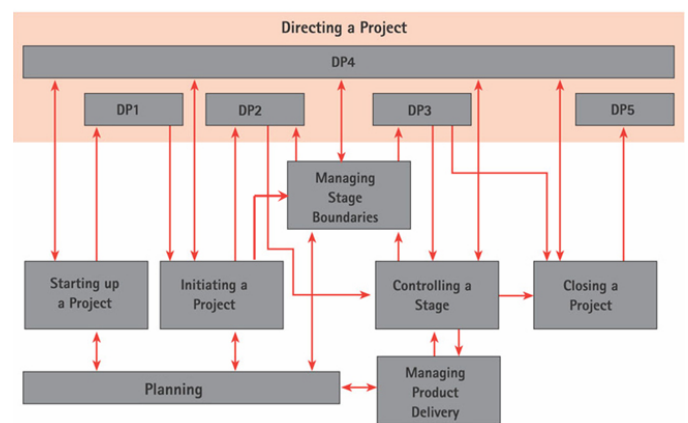 Directing a Project
DP4
DP1
DP2
DP3
DP5
Managing
Stage
Boundaries
Starting up
a Project
Initiating a
Project
Controlling a
Stage
Closing a
Project
Planning
Managing
Product
Delivery